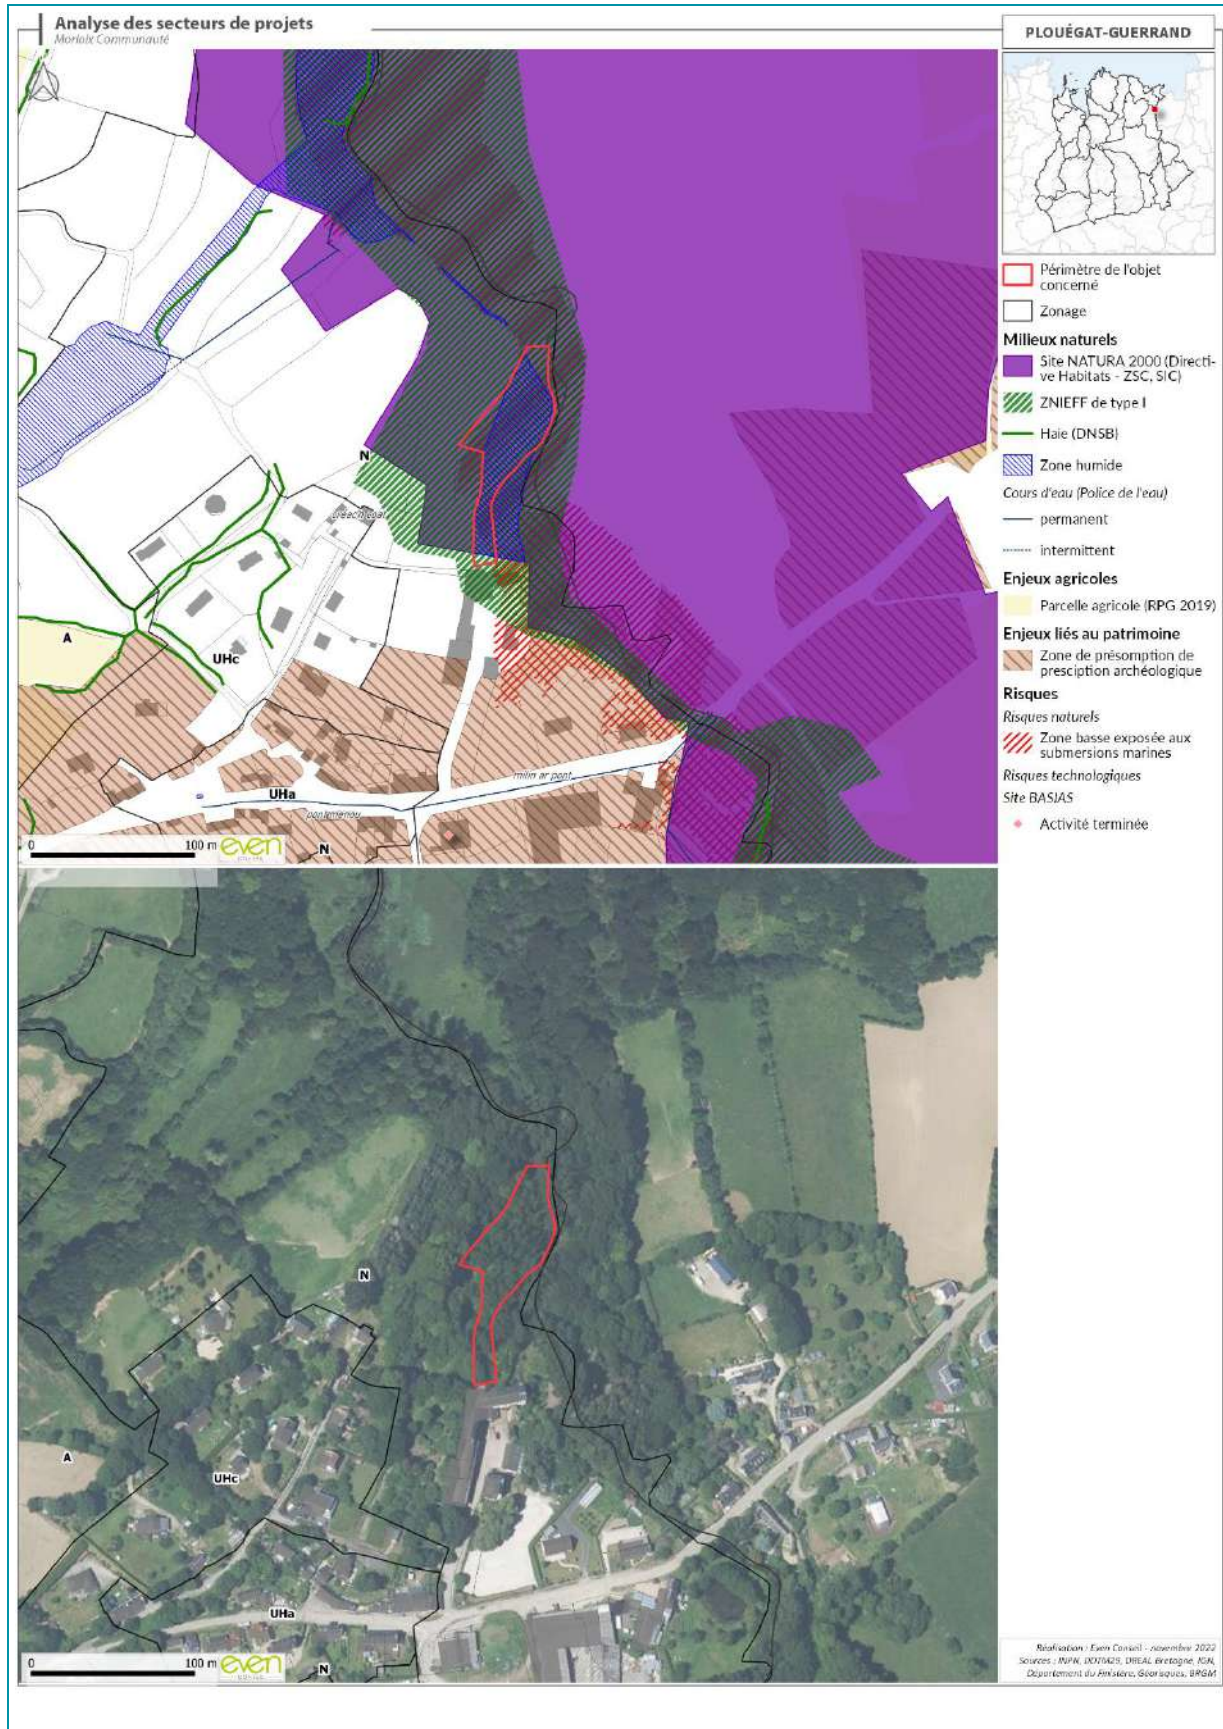 Analyse des secteurs de projets
Morlaix Communauté
PLOUÉGAT-GUERRAND
Périmètre de l'objet
concerné
Zonage
Milieux naturels
Site NATURA 2000 (Directi-
ve Habitats - ZSC, SIC)
ZNIEFF de type I
Haie (DNSB)
Zone humide
Cours d'eau (Police de l'eau)
permanent
intermittent
Enjeux agricoles
Parcelle agricole (RPG 2019)
Enjeux liés au patrimoine
Zone de présomption de
presciption archéologique
Risques
Risques naturels
Zone basse exposée aux
submersions marines
Risques technologiques
Site BASIAS
Activité terminée
N
créac'h coat
A
UHc
milin ar pont
UHa
pontmenou
N
0 100 m
even
CONSEIL
N
A
UHc
UHa
N
0 100 m
even
CONSEIL
Réalisation : Even Conseil - novembre 2022
Sources : INPN, DDTM29, DREAL Bretagne, IGN,
Département du Finistère, Géorisques, BRGM